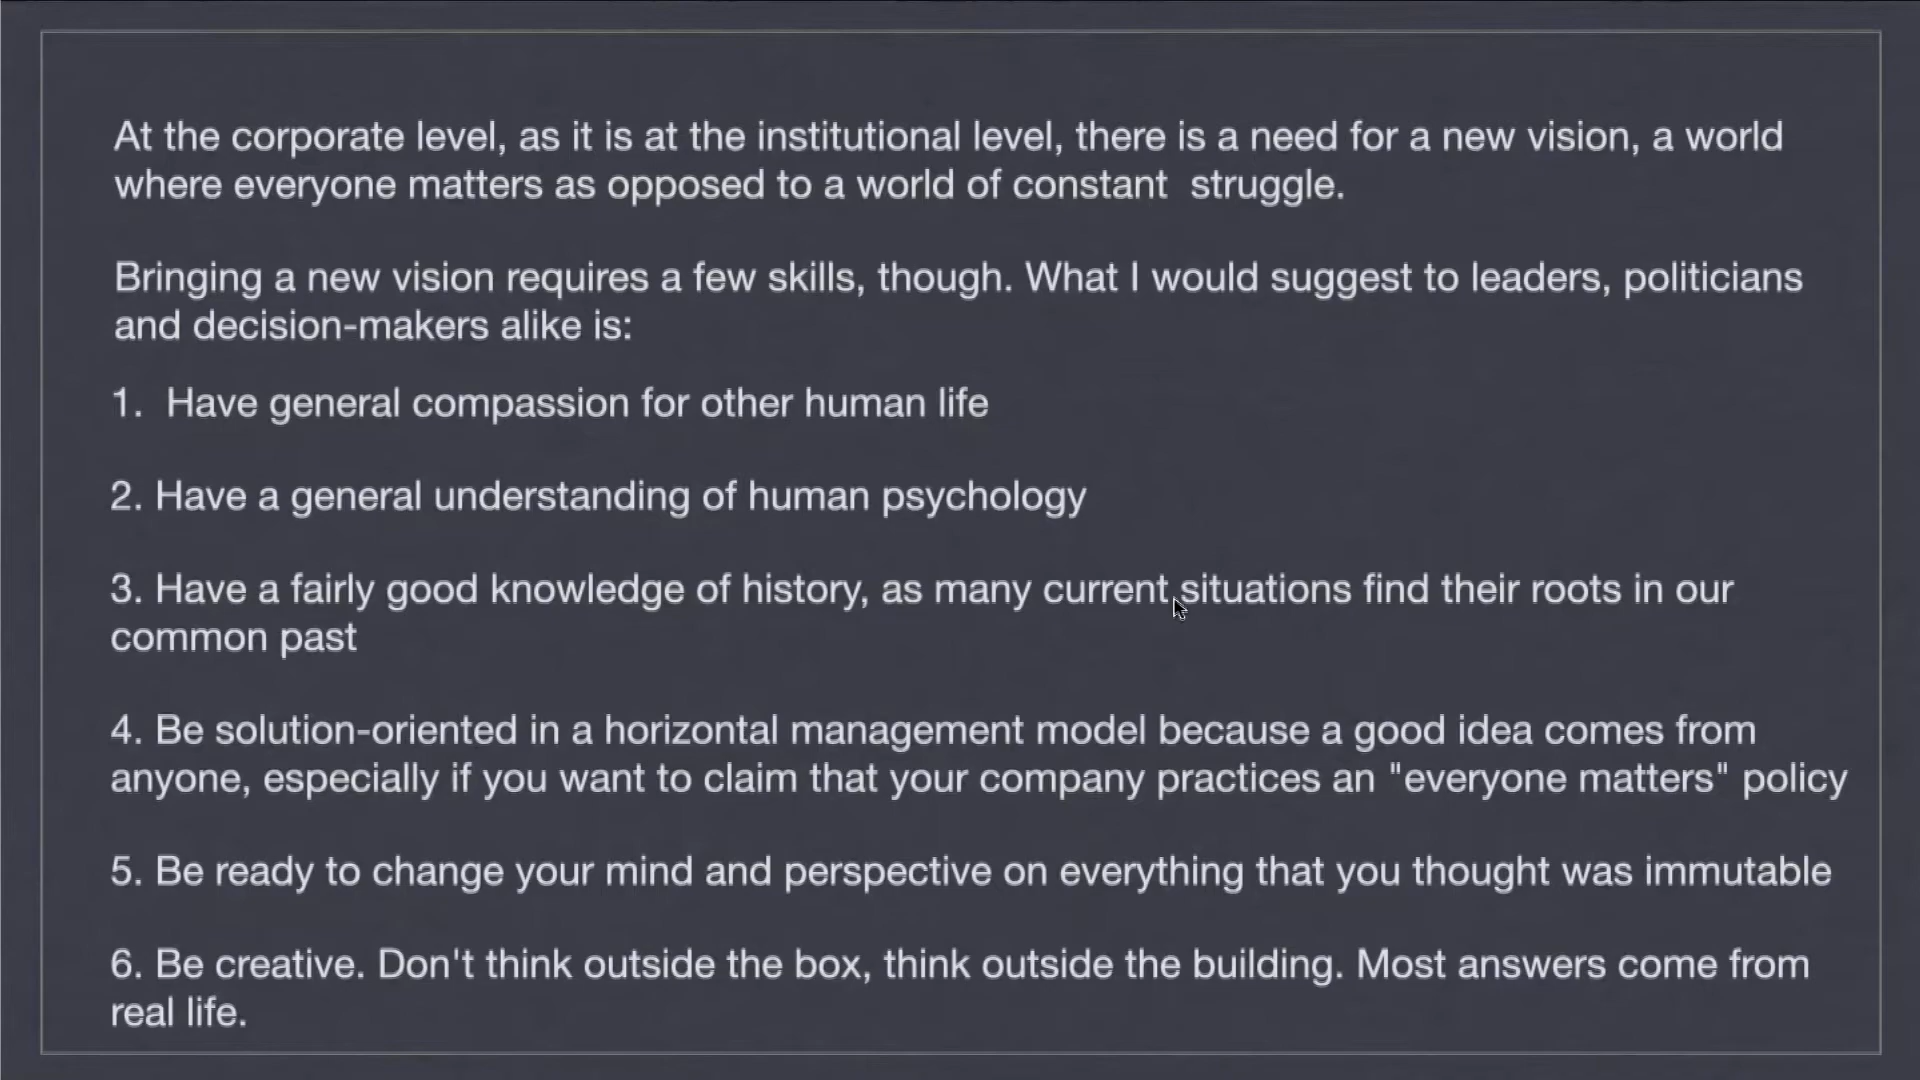 At the corporate level, as it is at the institutional level, there is a need for a new vision, a world
where everyone matters as opposed to a world of constant  struggle.
Bringing a new vision requires a few skills, though. What I would suggest to leaders, politicians
and decision-makers alike is:
1.  Have general compassion for other human life
2. Have a general understanding of human psychology
3. Have a fairly good knowledge of history, as many current situations find their roots in our
common past
4. Be solution-oriented in a horizontal management model because a good idea comes from
anyone, especially if you want to claim that your company practices an "everyone matters" policy
5. Be ready to change your mind and perspective on everything that you thought was immutable
6. Be creative. Don't think outside the box, think outside the building. Most answers come from
real life.